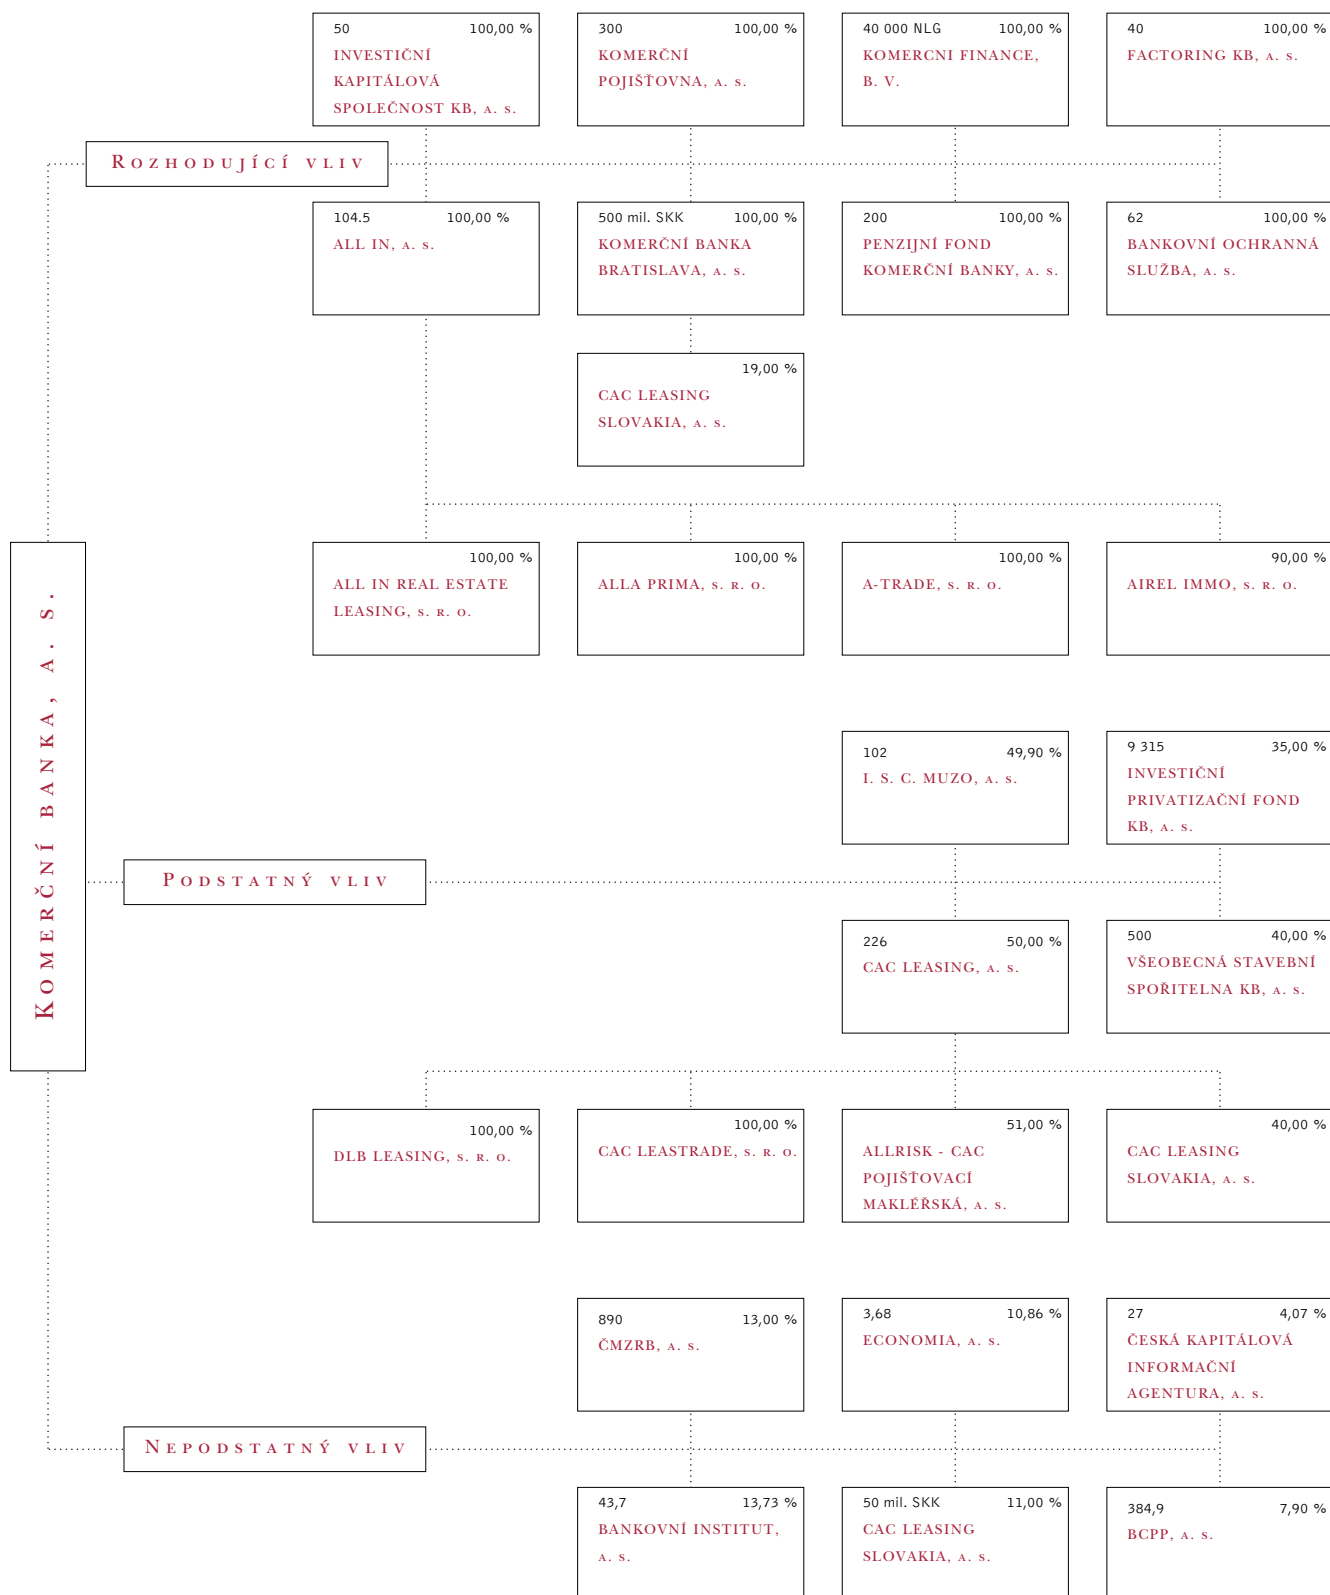 50 100,00 %
INVESTIČNÍ
KAPITÁLOVÁ
SPOLEČNOST KB, A. S.
300 100,00 %
KOMERČNÍ
POJIŠŤOVNA, A. S.
40 000 NLG 100,00 %
KOMERCNI FINANCE,
B. V.
40 100,00 %
FACTORING KB, A. S.
ROZHODUJÍCÍ VLIV
104.5 100,00 %
ALL IN, A. S.
500 mil. SKK 100,00 %
KOMERČNÍ BANKA
BRATISLAVA, A. S.
200 100,00 %
PENZIJNÍ FOND
KOMERČNÍ BANKY, A. S.
62 100,00 %
BANKOVNÍ OCHRANNÁ
SLUŽBA, A. S.
19,00 %
CAC LEASING
SLOVAKIA, A. S.
100,00 %
ALL IN REAL ESTATE
LEASING, S. R. O.
100,00 %
ALLA PRIMA, S. R. O.
100,00 %
A-TRADE, S. R. O.
90,00 %
AIREL IMMO, S. R. O.
KOMERČNÍ BANKA, A. S.
102 49,90 %
I. S. C. MUZO, A. S.
9 315 35,00 %
INVESTIČNÍ
PRIVATIZAČNÍ FOND
KB, A. S.
PODSTATNÝ VLIV
226 50,00 %
CAC LEASING, A. S.
500 40,00 %
VŠEOBECNÁ STAVEBNÍ
SPOŘITELNA KB, A. S.
100,00 %
DLB LEASING, S. R. O.
100,00 %
CAC LEASTRADE, S. R. O.
51,00 %
ALLRISK - CAC
POJIŠŤOVACÍ
MAKLÉŘSKÁ, A. S.
40,00 %
CAC LEASING
SLOVAKIA, A. S.
890 13,00 %
ČMZRB, A. S.
3,68 10,86 %
ECONOMIA, A. S.
27 4,07 %
ČESKÁ KAPITÁLOVÁ
INFORMAČNÍ
AGENTURA, A. S.
NEPODSTATNÝ VLIV
43,7 13,73 %
BANKOVNÍ INSTITUT,
A. S.
50 mil. SKK 11,00 %
CAC LEASING
SLOVAKIA, A. S.
384,9 7,90 %
BCPP, A. S.